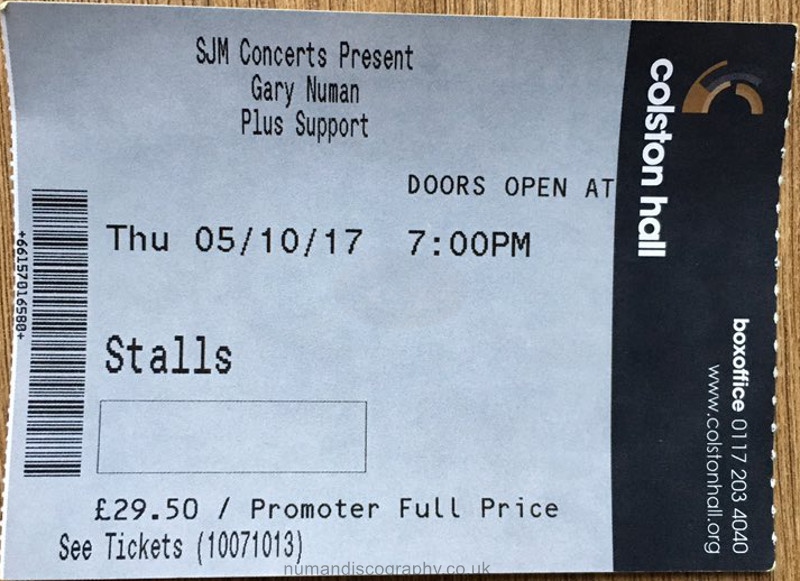 SJM Concerts Present
Gary Numan
Plus Support
DOORS OPEN AT
Thu 05/10/17 7:00PM
Stalls
£29.50 / Promoter Full Price
See Tickets (10071013)
colston hall
boxoffice 0117 203 4040
www.colstonhall.org
numandiscography.co.uk